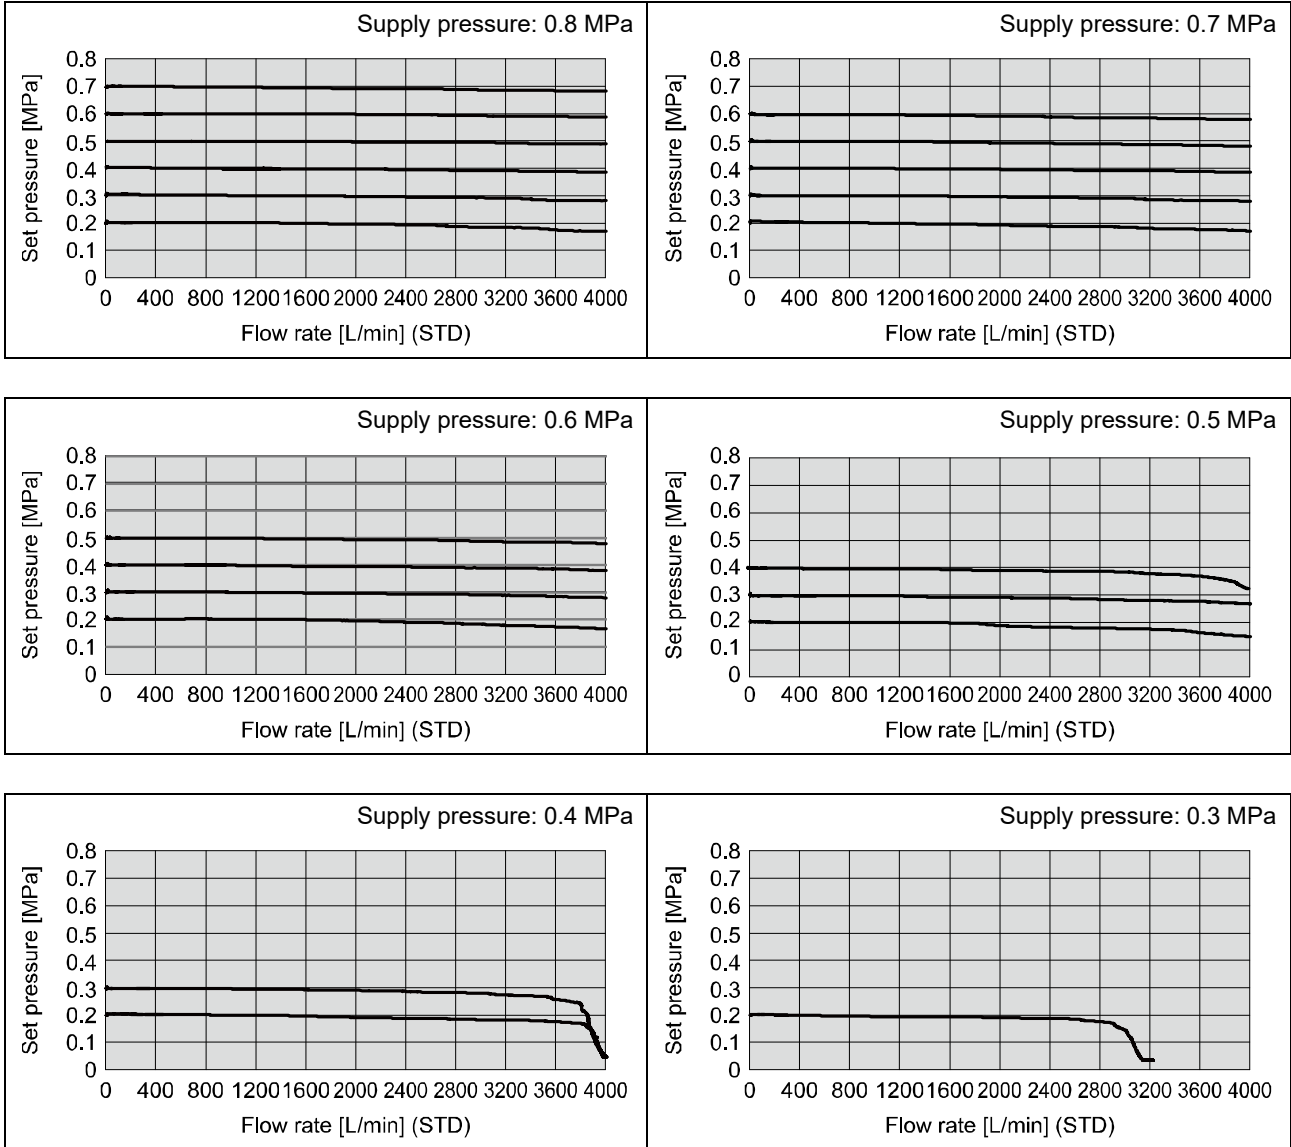 Supply pressure: 0.8 MPa
Set pressure [MPa]
0.8
0.7
0.6
0.5
0.4
0.3
0.2
0.1
0
0 400 800 1200 1600 2000 2400 2800 3200 3600 4000
Flow rate [L/min] (STD)
Supply pressure: 0.7 MPa
Set pressure [MPa]
0.8
0.7
0.6
0.5
0.4
0.3
0.2
0.1
0
0 400 800 1200 1600 2000 2400 2800 3200 3600 4000
Flow rate [L/min] (STD)
Supply pressure: 0.6 MPa
Set pressure [MPa]
0.8
0.7
0.6
0.5
0.4
0.3
0.2
0.1
0
0 400 800 1200 1600 2000 2400 2800 3200 3600 4000
Flow rate [L/min] (STD)
Supply pressure: 0.5 MPa
Set pressure [MPa]
0.8
0.7
0.6
0.5
0.4
0.3
0.2
0.1
0
0 400 800 1200 1600 2000 2400 2800 3200 3600 4000
Flow rate [L/min] (STD)
Supply pressure: 0.4 MPa
Set pressure [MPa]
0.8
0.7
0.6
0.5
0.4
0.3
0.2
0.1
0
0 400 800 1200 1600 2000 2400 2800 3200 3600 4000
Flow rate [L/min] (STD)
Supply pressure: 0.3 MPa
Set pressure [MPa]
0.8
0.7
0.6
0.5
0.4
0.3
0.2
0.1
0
0 400 800 1200 1600 2000 2400 2800 3200 3600 4000
Flow rate [L/min] (STD)